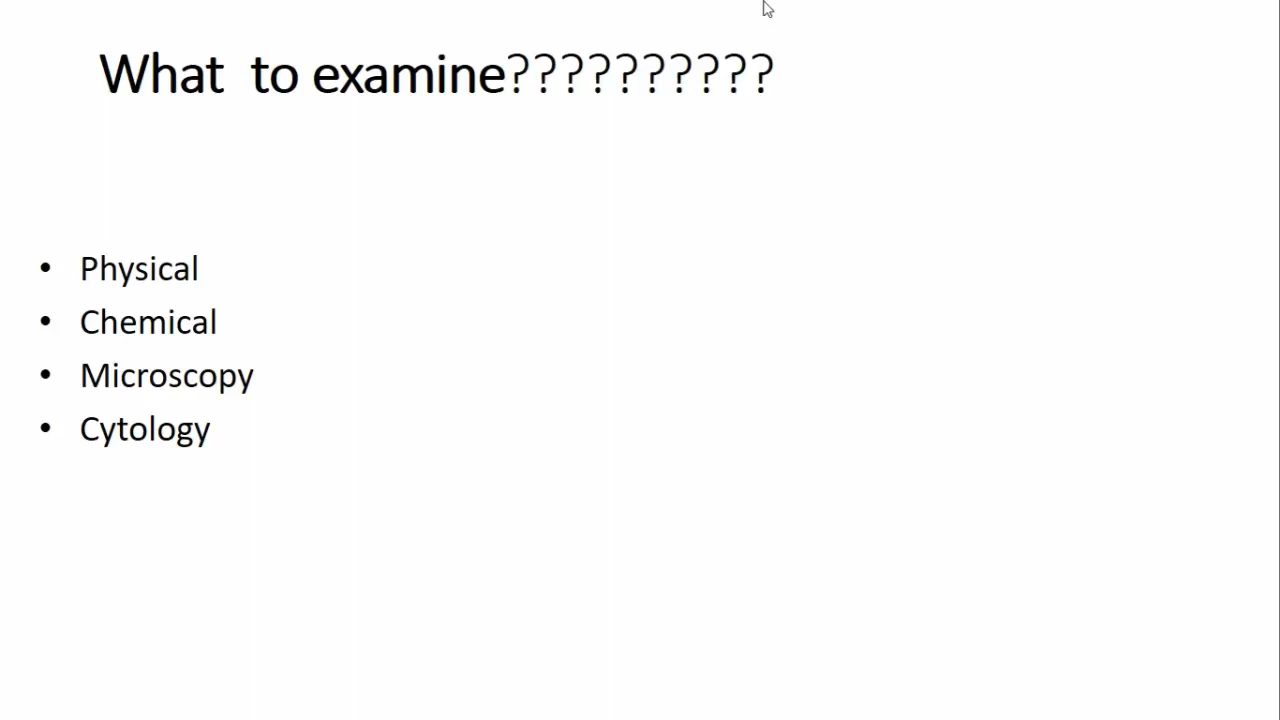 What  to examine??????????
• Physical
• Chemical
• Microscopy
• Cytology